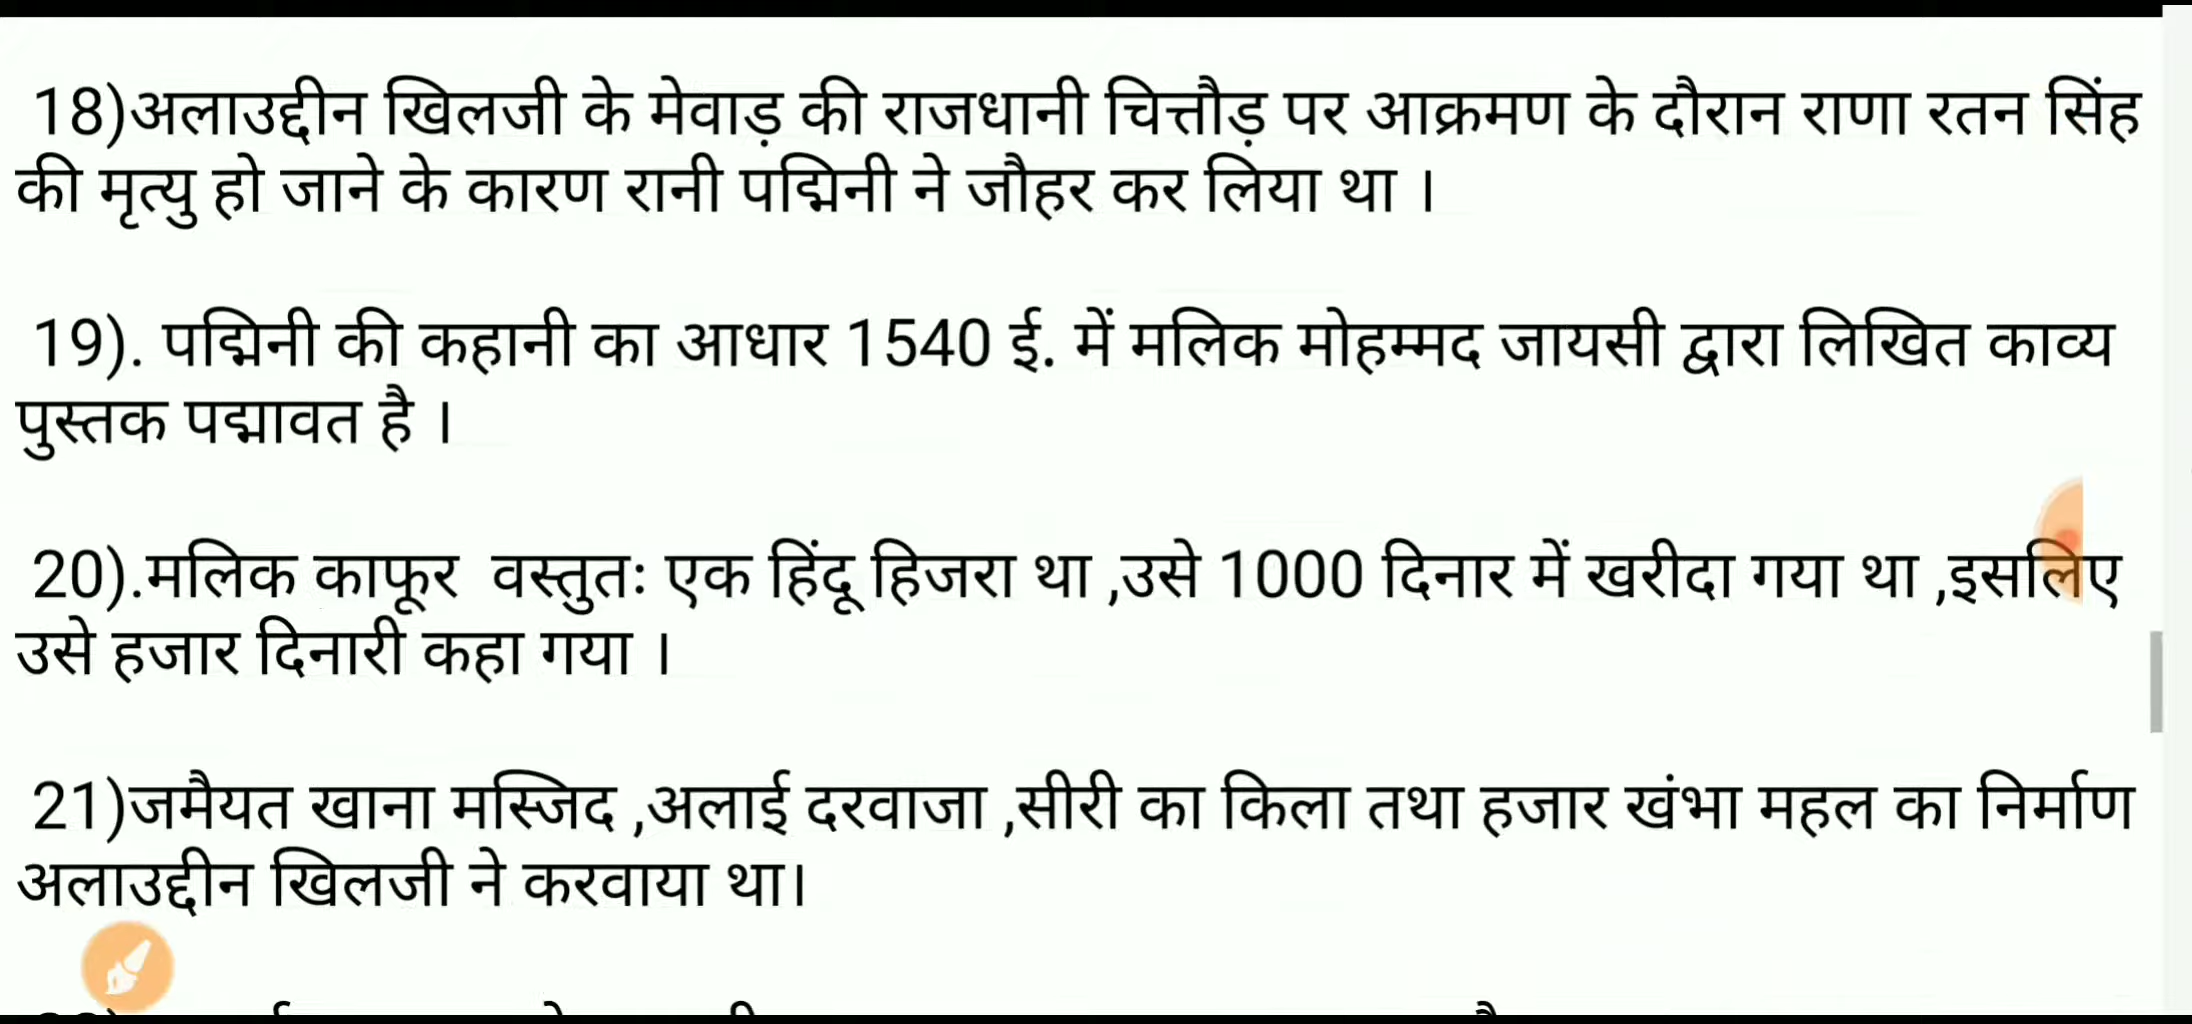 18)अलाउद्दीन खिलजी के मेवाड़ की राजधानी चित्तौड़ पर आक्रमण के दौरान राणा रतन सिंह
की मृत्यु हो जाने के कारण रानी पद्मिनी ने जौहर कर लिया था ।
19). पद्मिनी की कहानी का आधार 1540 ई. में मलिक मोहम्मद जायसी द्वारा लिखित काव्य
पुस्तक पद्मावत है ।
20).मलिक काफूर वस्तुतः एक हिंदू हिजरा था ,उसे 1000 दिनार में खरीदा गया था ,इसलिए
उसे हजार दिनारी कहा गया ।
21)जमैयत खाना मस्जिद ,अलाई दरवाजा ,सीरी का किला तथा हजार खंभा महल का निर्माण
अलाउद्दीन खिलजी ने करवाया था।